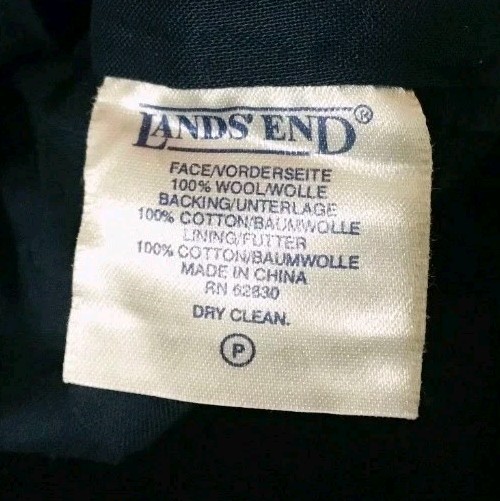 LANDS' END®
FACE/VORDERSEITE
100% WOOL/WOLLE
BACKING/UNTERLAGE
100% COTTON/BAUMWOLLE
LINING/FUTTER
100% COTTON/BAUMWOLLE
MADE IN CHINA
RN 62830
DRY CLEAN.
P